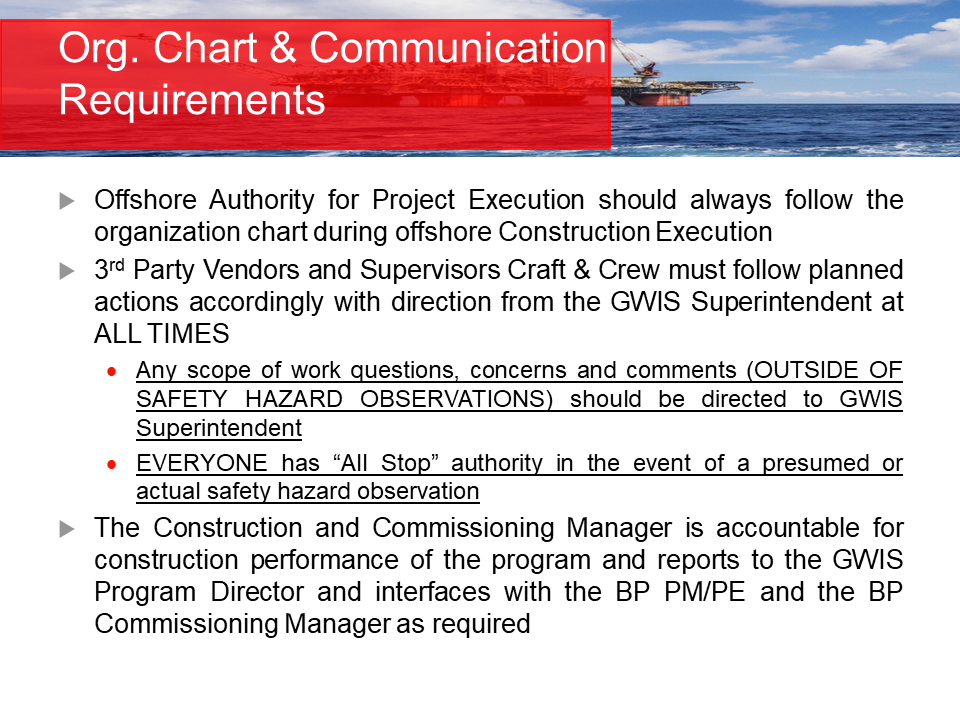 Org. Chart & Communication
Requirements
Offshore Authority for Project Execution should always follow the
organization chart during offshore Construction Execution
3rd Party Vendors and Supervisors Craft & Crew must follow planned
actions accordingly with direction from the GWIS Superintendent at
ALL TIMES
Any scope of work questions, concerns and comments (OUTSIDE OF
SAFETY HAZARD OBSERVATIONS) should be directed to GWIS
Superintendent
EVERYONE has “All Stop” authority in the event of a presumed or
actual safety hazard observation
The Construction and Commissioning Manager is accountable for
construction performance of the program and reports to the GWIS
Program Director and interfaces with the BP PM/PE and the BP
Commissioning Manager as required